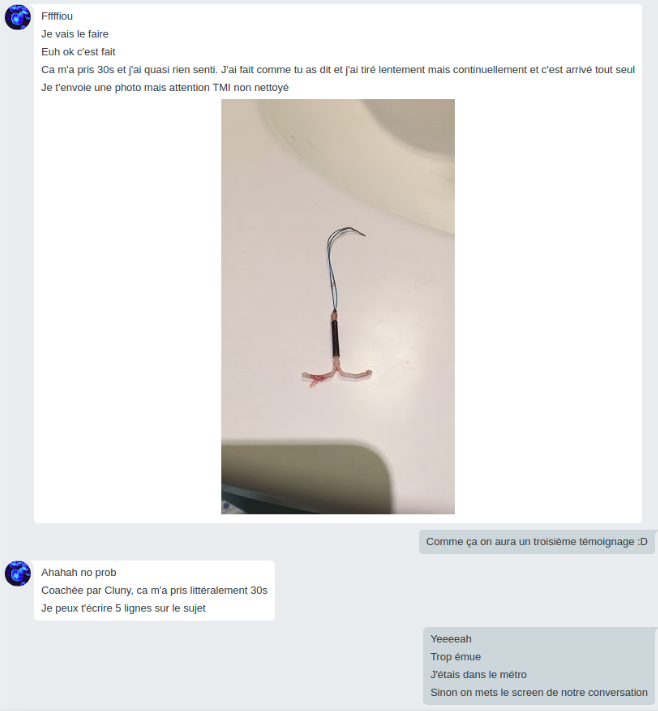 Fffffiou
Je vais le faire
Euh ok c'est fait
Ca m'a pris 30s et j'ai quasi rien senti. J'ai fait comme tu as dit et j'ai tiré lentement mais continuellement et c'est arrivé tout seul
Je t'envoie une photo mais attention TMI non nettoyé
Comme ça on aura un troisième témoignage :D
Ahahah no prob
Coachée par Cluny, ca m'a pris littéralement 30s
Je peux t'écrire 5 lignes sur le sujet
Yeeeeah
Trop émue
J'étais dans le métro
Sinon on mets le screen de notre conversation